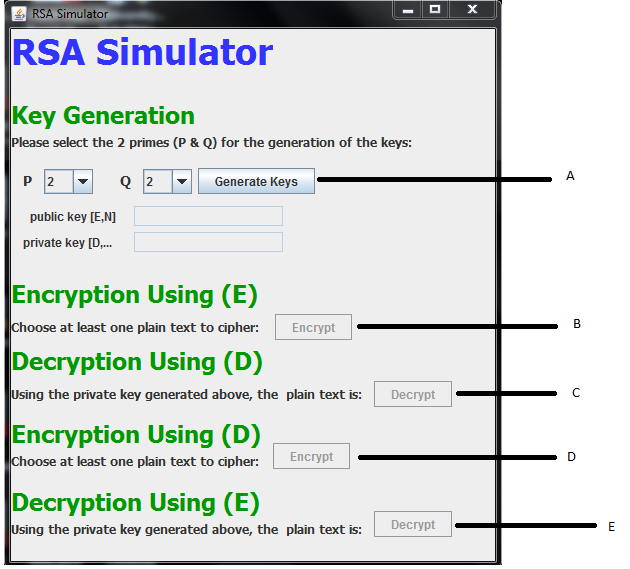 RSA Simulator
RSA Simulator
Key Generation
Please select the 2 primes (P & Q) for the generation of the keys:
P 2 Q 2 Generate Keys A
public key [E,N]
private key [D,...
Encryption Using (E)
Choose at least one plain text to cipher: Encrypt B
Decryption Using (D)
Using the private key generated above, the plain text is: Decrypt C
Encryption Using (D)
Choose at least one plain text to cipher: Encrypt D
Decryption Using (E)
Using the private key generated above, the plain text is: Decrypt E